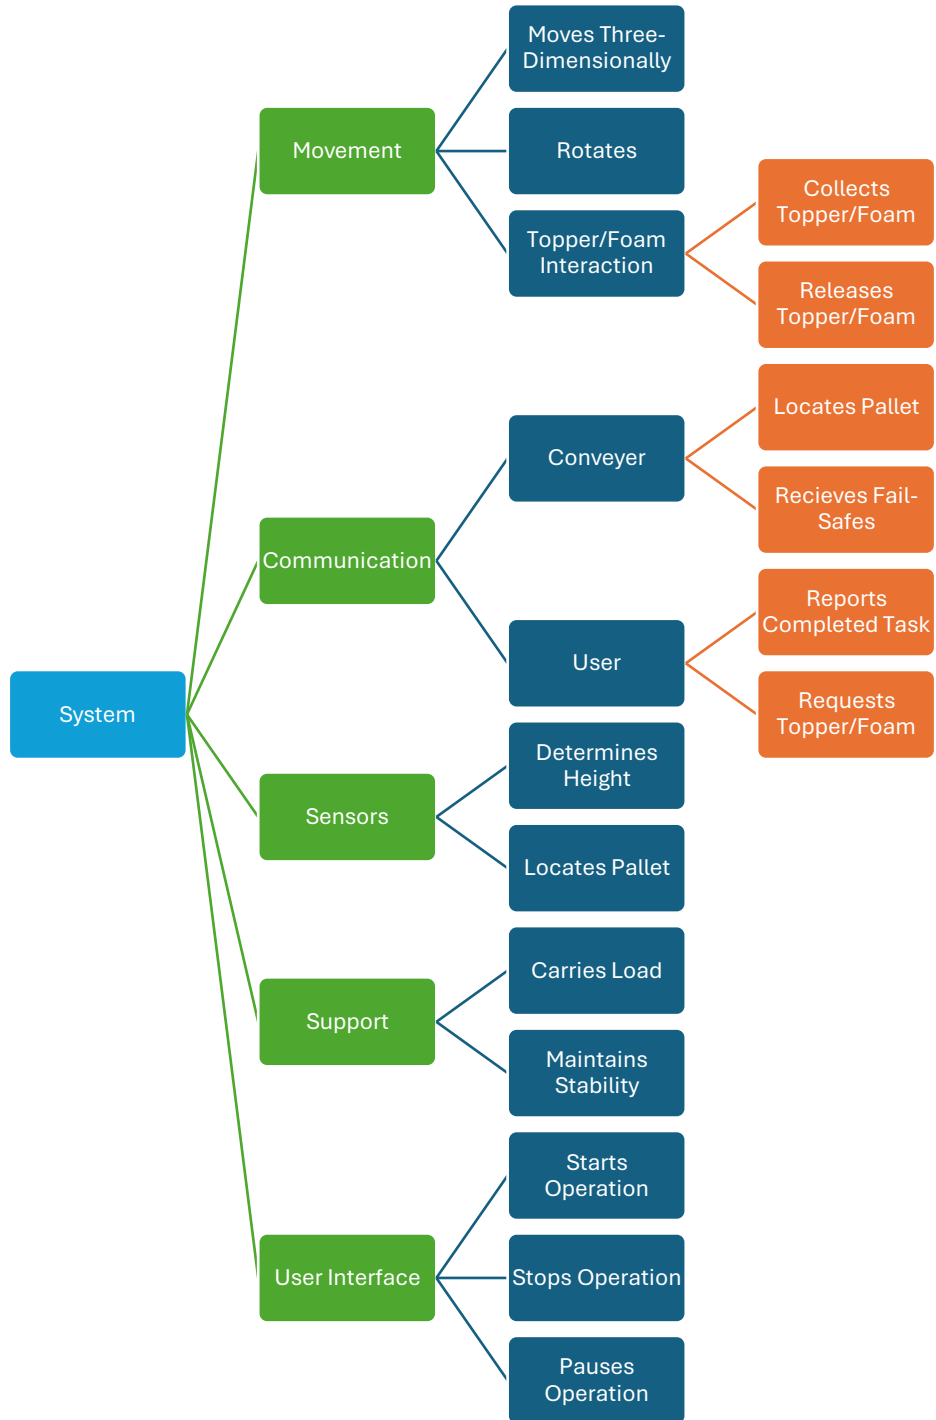 Moves Three-
Dimensionally
Movement
Rotates
Topper/Foam
Interaction
Collects
Topper/Foam
Releases
Topper/Foam
Communication
Conveyer
Locates Pallet
Recieves Fail-
Safes
User
Reports
Completed Task
Requests
Topper/Foam
System
Sensors
Determines
Height
Locates Pallet
Support
Carries Load
Maintains
Stability
User Interface
Starts
Operation
Stops Operation
Pauses
Operation